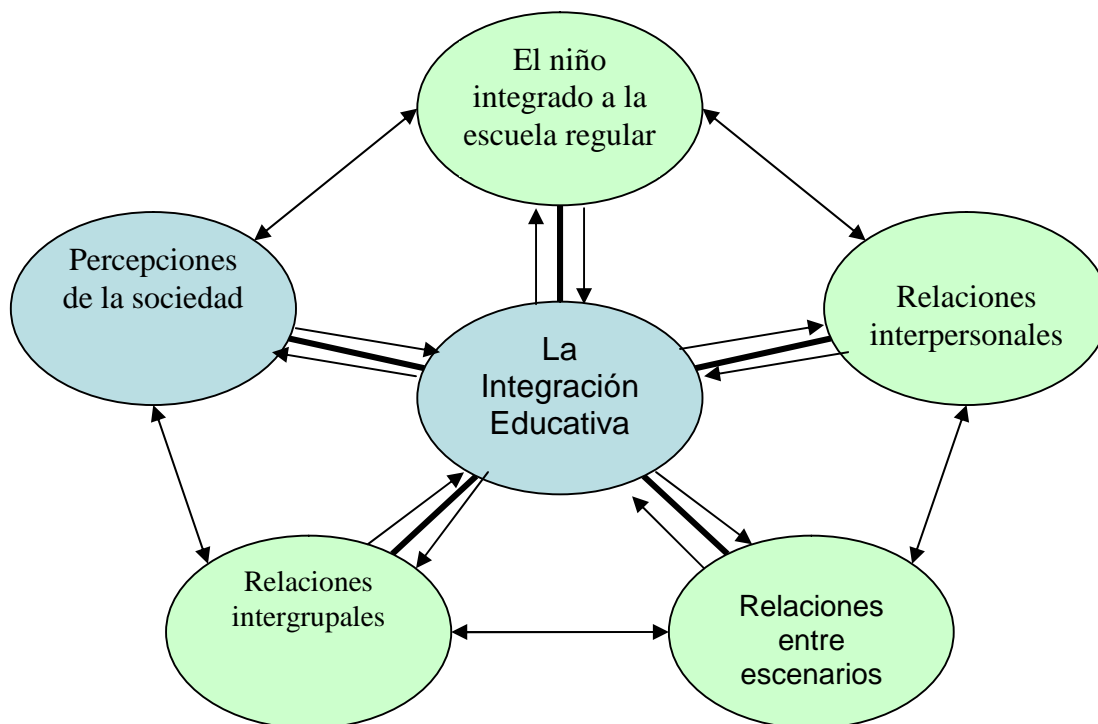 El niño
integrado a la
escuela regular
Percepciones
de la sociedad
Relaciones
interpersonales
La
Integración
Educativa
Relaciones
intergrupales
Relaciones
entre
escenarios